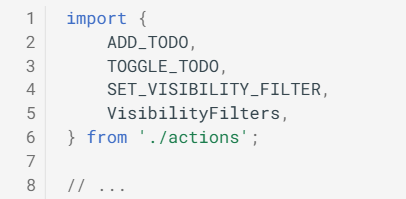 1 import {
2     ADD_TODO,
3     TOGGLE_TODO,
4     SET_VISIBILITY_FILTER,
5     VisibilityFilters,
6 } from './actions';
7
8 // ...